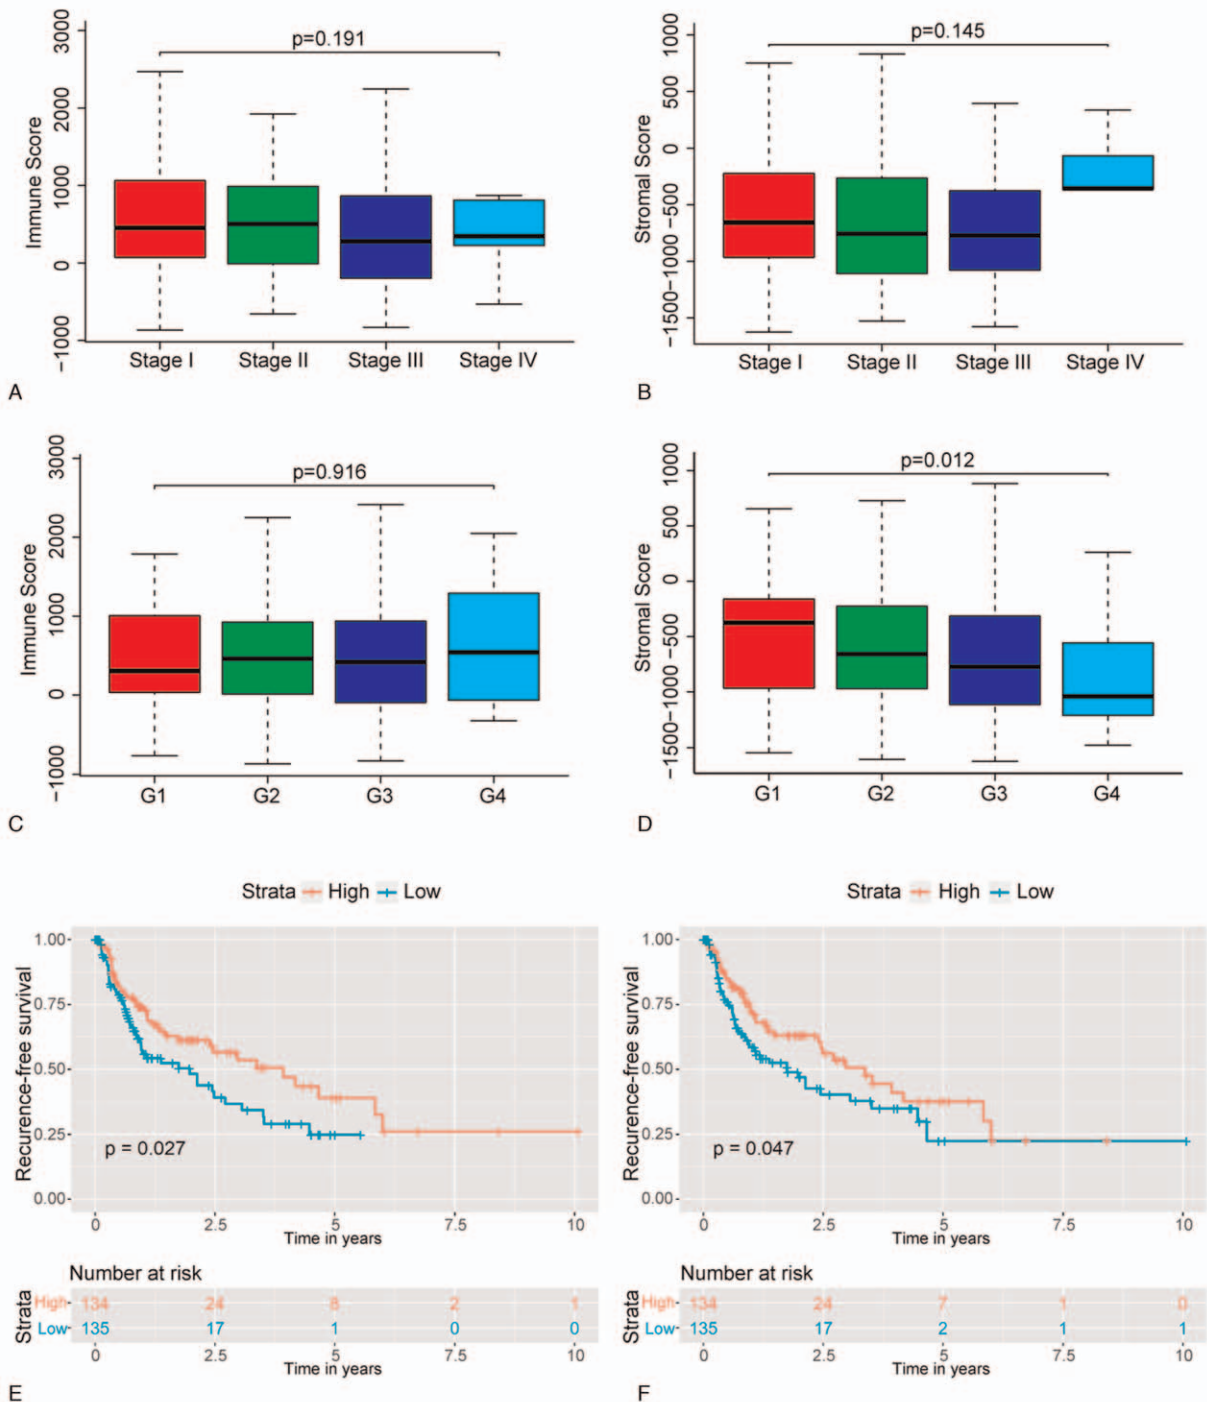 p=0.191
Immune Score
3000
2000
1000
0
-1000
Stage I Stage II Stage III Stage IV
A
p=0.145
Stromal Score
1000
500
0
-500
-1000
-1500
Stage I Stage II Stage III Stage IV
B
p=0.916
Immune Score
3000
2000
1000
0
-1000
G1 G2 G3 G4
C
p=0.012
Stromal Score
1000
500
0
-500
-1000
-1500
G1 G2 G3 G4
D
Strata High Low
Recurence-free survival
1.00
0.75
0.50
0.25
0.00
p = 0.027
0 2.5 5 7.5 10
Time in years
Number at risk
Strata
High 134 24 8 2 1
Low 135 17 1 0 0
0 2.5 5 7.5 10
Time in years
E
Strata High Low
Recurence-free survival
1.00
0.75
0.50
0.25
0.00
p = 0.047
0 2.5 5 7.5 10
Time in years
Number at risk
Strata
High 134 24 7 1 0
Low 135 17 2 1 1
0 2.5 5 7.5 10
Time in years
F